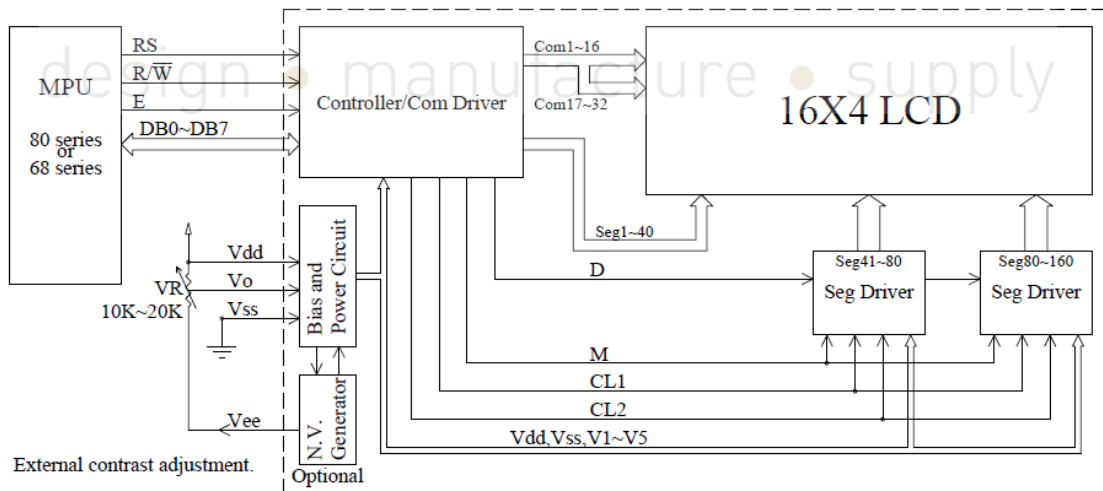 design • manufacture • supply
MPU
80 series
or
68 series
RS
R/W̅
E
DB0~DB7
Controller/Com Driver
Com1~16
Com17~32
16X4 LCD
Seg1~40
Vdd
Vo
Vss
VR
10K~20K
Vee
External contrast adjustment.
Bias and
Power Circuit
N.V.
Generator
Optional
D
Seg41~80
Seg Driver
Seg80~160
Seg Driver
M
CL1
CL2
Vdd,Vss,V1~V5